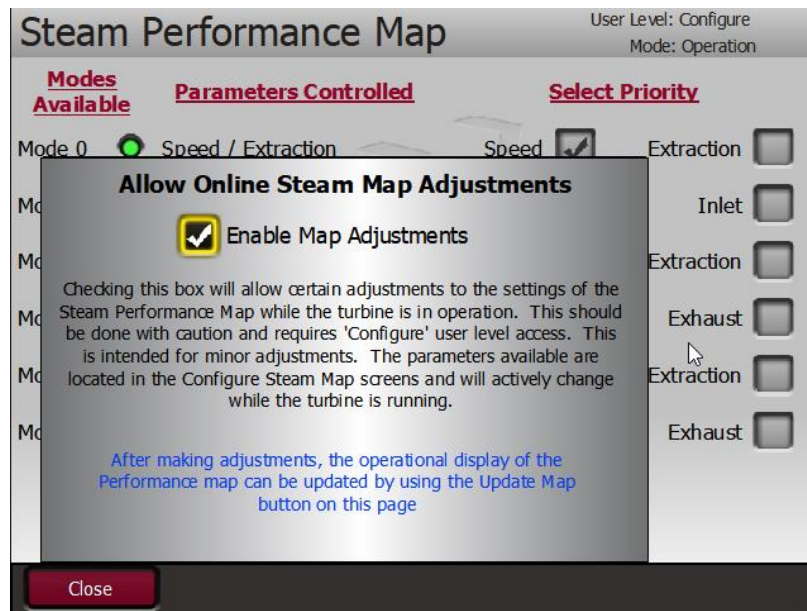 Steam Performance Map
User Level: Configure
Mode: Operation
Modes
Available
Parameters Controlled
Select Priority
Mode 0
Speed / Extraction
Speed
Extraction
Inlet
Extraction
Exhaust
Extraction
Exhaust
Allow Online Steam Map Adjustments
Enable Map Adjustments
Checking this box will allow certain adjustments to the settings of the
Steam Performance Map while the turbine is in operation. This should
be done with caution and requires 'Configure' user level access. This
is intended for minor adjustments. The parameters available are
located in the Configure Steam Map screens and will actively change
while the turbine is running.
After making adjustments, the operational display of the
Performance map can be updated by using the Update Map
button on this page
Close